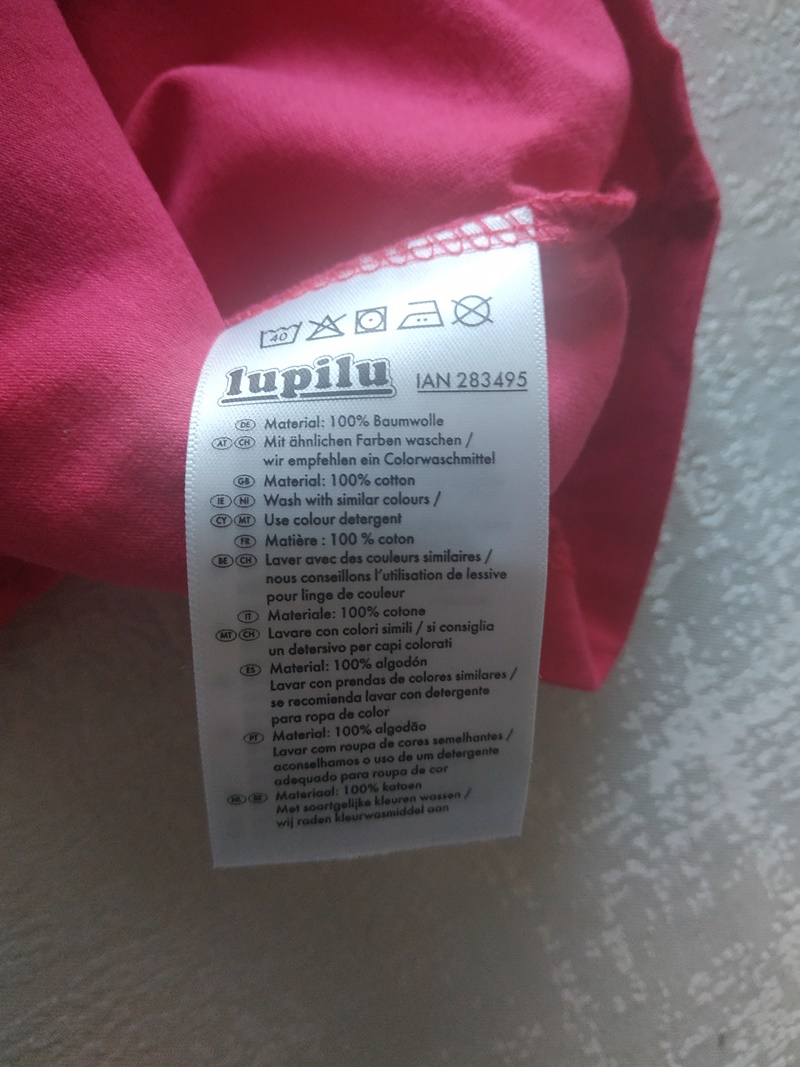 40
lupilu IAN 283495
DE Material: 100% Baumwolle
AT CH Mit ähnlichen Farben waschen /
wir empfehlen ein Colorwaschmittel
GB Material: 100% cotton
IE NI Wash with similar colours /
CY MT Use colour detergent
FR Matière : 100 % coton
BE CH Laver avec des couleurs similaires /
nous conseillons l'utilisation de lessive
pour linge de couleur
IT Materiale: 100% cotone
MT CH Lavare con colori simili / si consiglia
un detersivo per capi colorati
ES Material: 100% algodón
Lavar con prendas de colores similares /
se recomienda lavar con detergente
para ropa de color
PT Material: 100% algodão
Lavar com roupa de cores semelhantes /
aconselhamos o uso de um detergente
adequado para roupa de cor
NL BE Materiaal: 100% katoen
Met soortgelijke kleuren wassen /
wij raden kleurwasmiddel aan